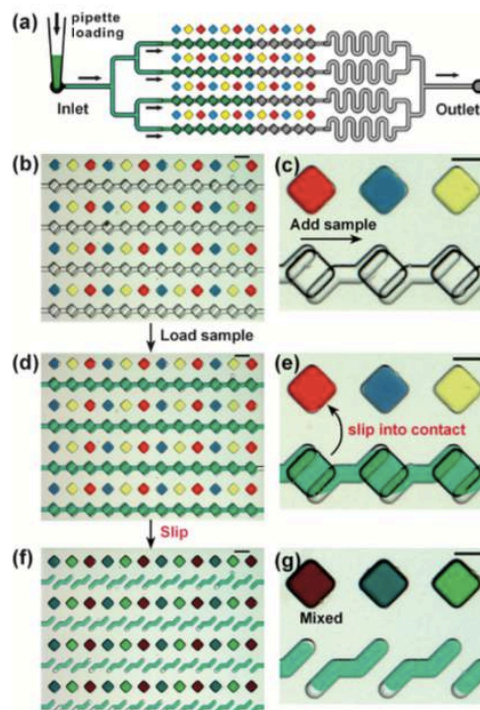 (a)
pipette
loading
Inlet
Outlet
(b)
(c)
Add sample
Load sample
(d)
(e)
slip into contact
Slip
(f)
(g)
Mixed